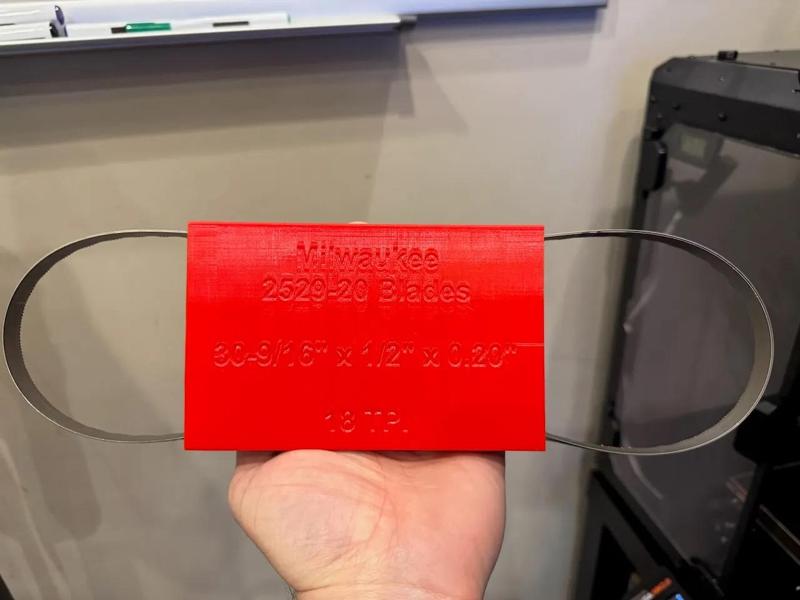 Milwaukee
2529-20 Blades
30-9/16" x 1/2" x 0.20"
18 TPI